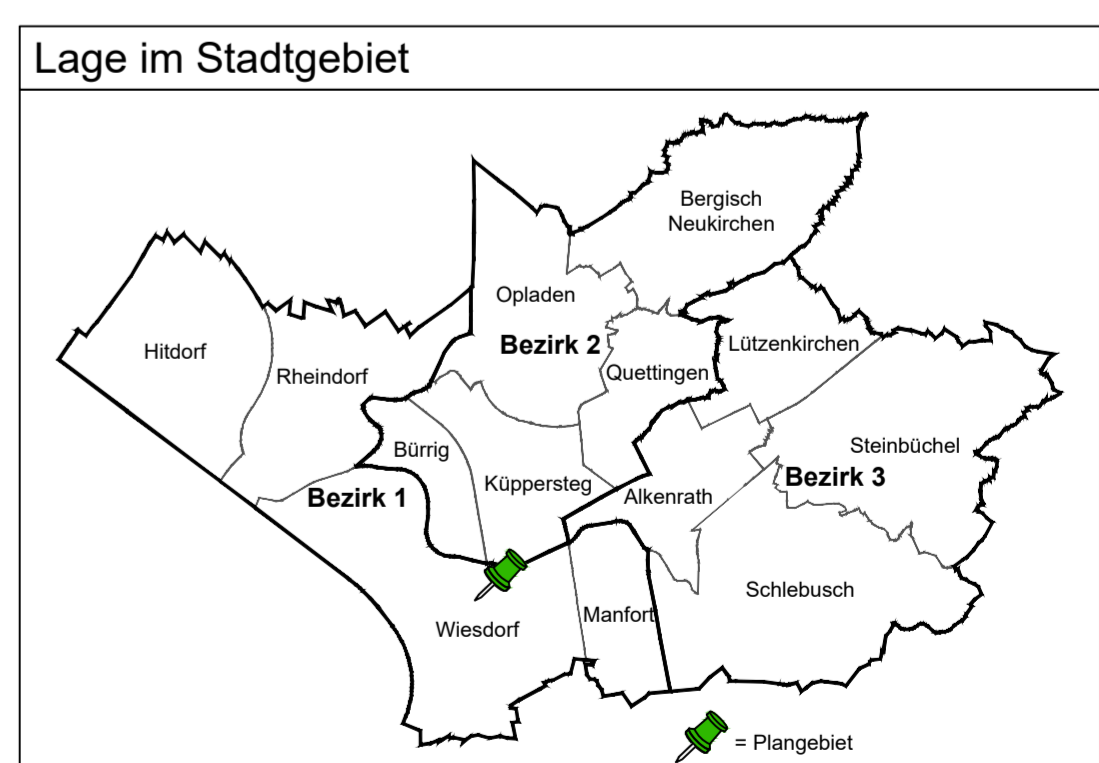 Lage im Stadtgebiet
Bergisch
Neukirchen
Opladen
Bezirk 2
Lützenkirchen
Hitdorf
Rheindorf
Quettingen
Bürrig
Steinbüchel
Küppersteg
Bezirk 3
Bezirk 1
Alkenrath
Schlebusch
Manfort
Wiesdorf
= Plangebiet